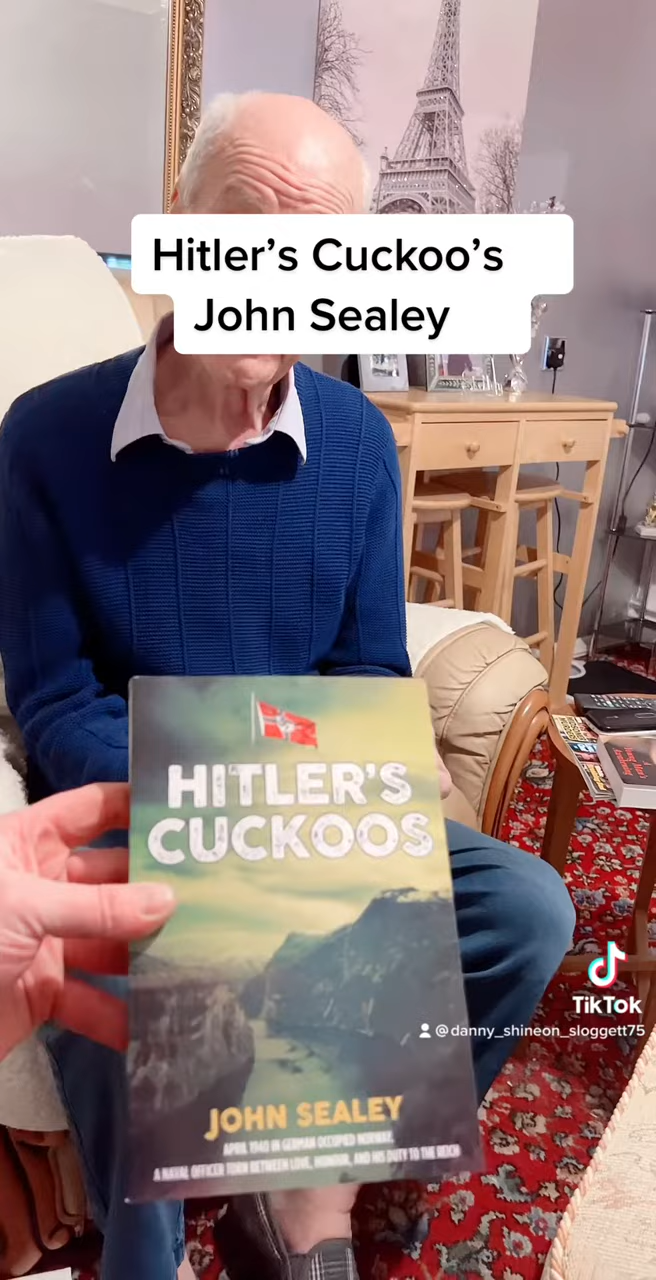 Hitler’s Cuckoo’s
John Sealey
HITLER'S
CUCKOOS
JOHN SEALEY
APRIL 1940 IN GERMAN OCCUPIED NORWAY,
A NAVAL OFFICER TORN BETWEEN LOVE, HONOUR, AND HIS DUTY TO THE REICH
TikTok
@danny_shineon_sloggett75